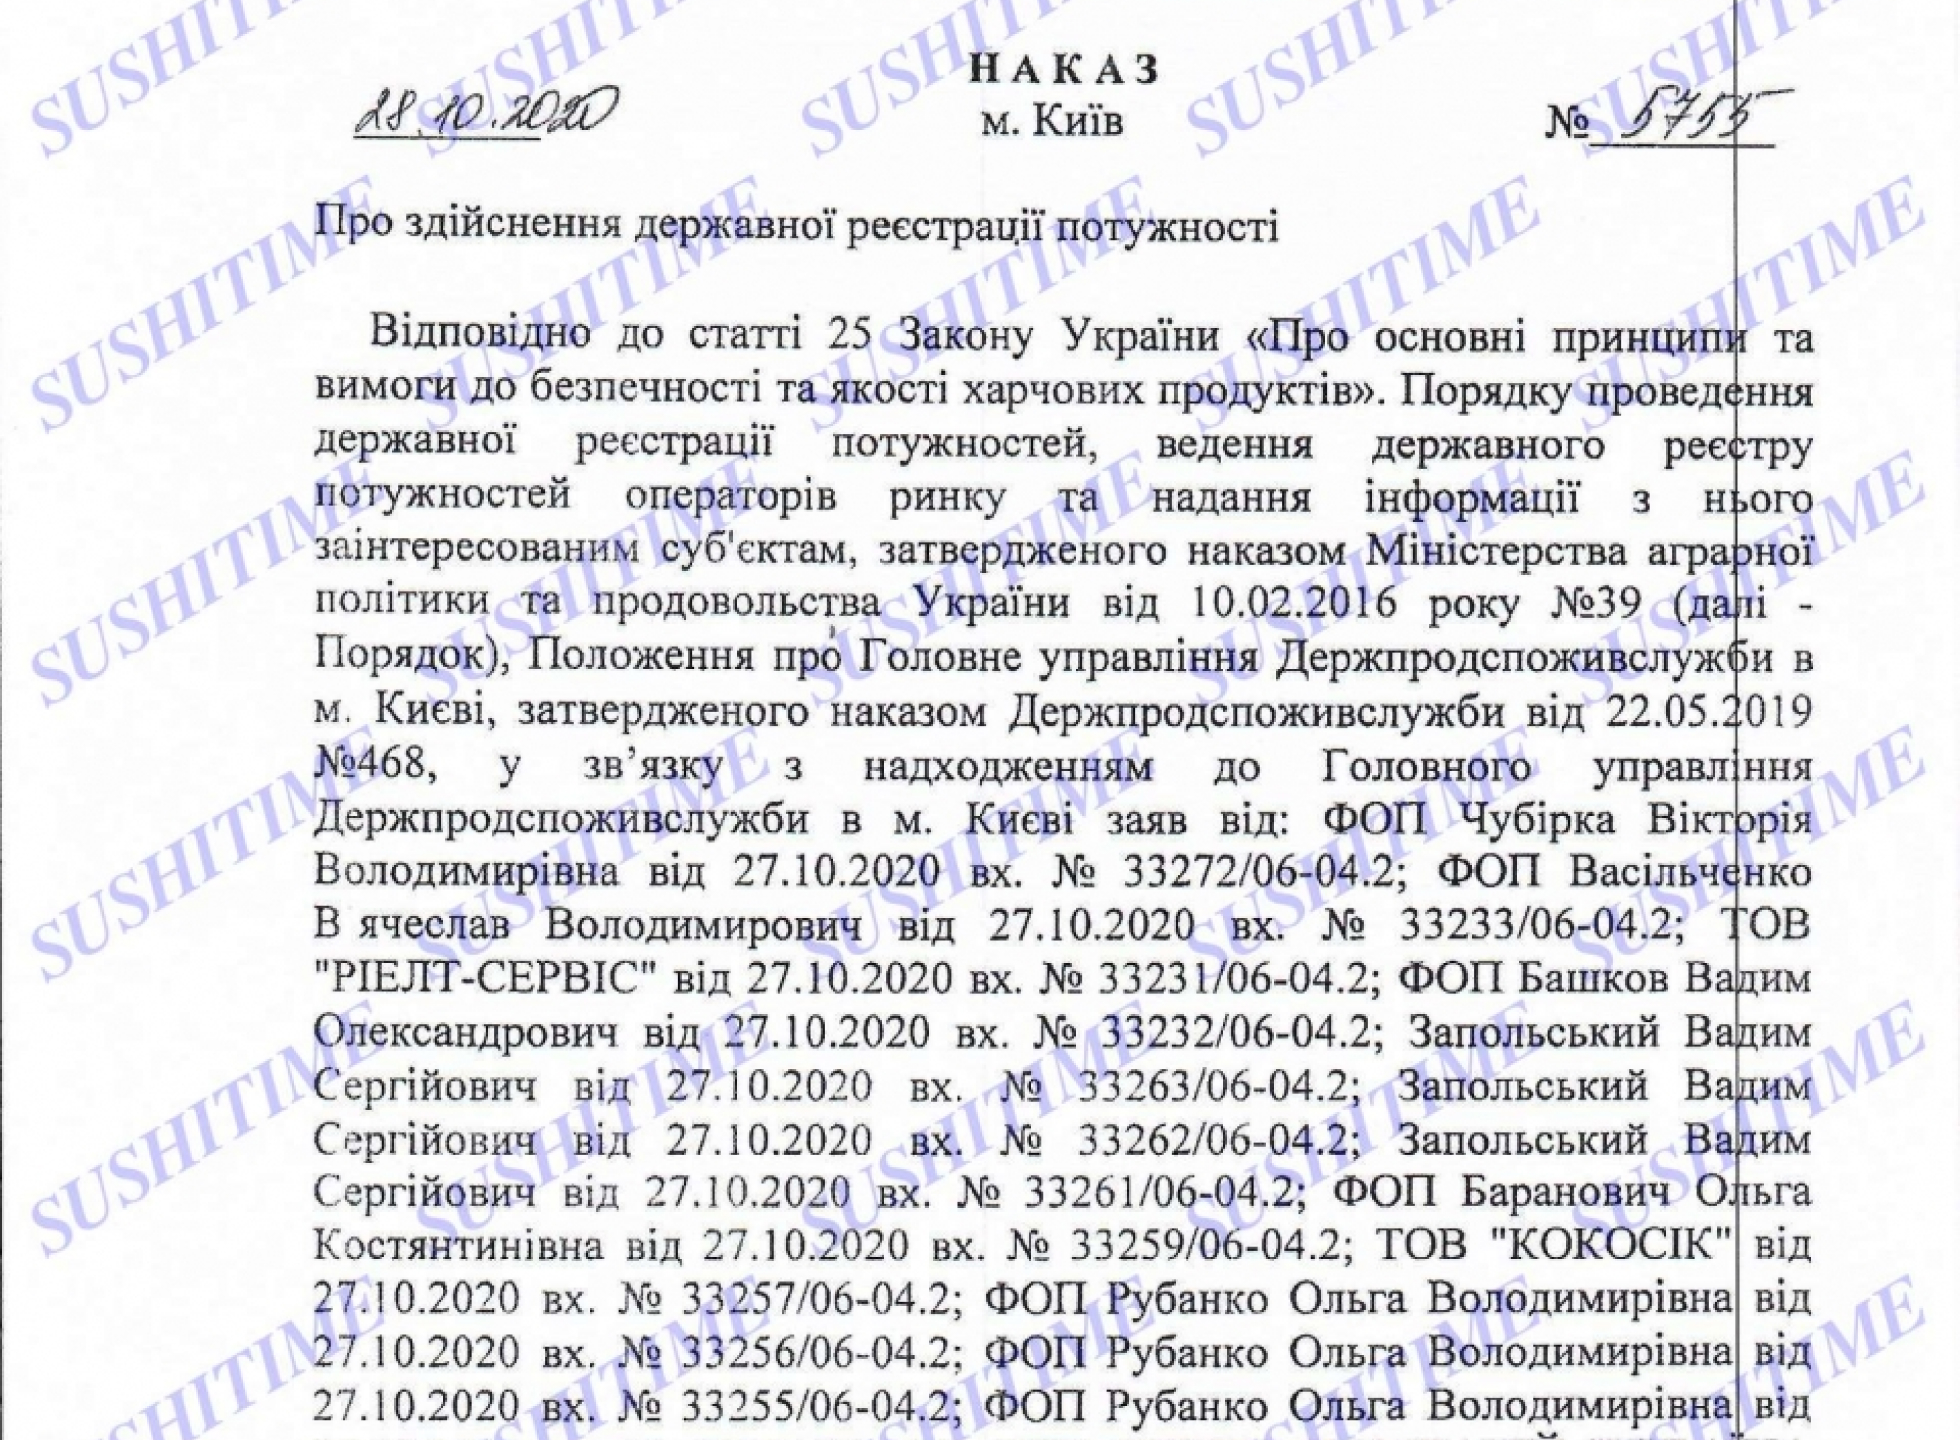 НАКАЗ
28.10.2020 м. Київ № 5755
Про здійснення державної реєстрації потужності
Відповідно до статті 25 Закону України «Про основні принципи та
вимоги до безпечності та якості харчових продуктів». Порядку проведення
державної реєстрації потужностей, ведення державного реєстру
потужностей операторів ринку та надання інформації з нього
заінтересованим суб'єктам, затвердженого наказом Міністерства аграрної
політики та продовольства України від 10.02.2016 року №39 (далі -
Порядок), Положення про Головне управління Держпродспоживслужби в
м. Києві, затвердженого наказом Держпродспоживслужби від 22.05.2019
№468, у зв’язку з надходженням до Головного управління
Держпродспоживслужби в м. Києві заяв від: ФОП Чубірка Вікторія
Володимирівна від 27.10.2020 вх. № 33272/06-04.2; ФОП Васільченко
В ячеслав Володимирович від 27.10.2020 вх. № 33233/06-04.2; ТОВ
"РІЕЛТ-СЕРВІС" від 27.10.2020 вх. № 33231/06-04.2; ФОП Башков Вадим
Олександрович від 27.10.2020 вх. № 33232/06-04.2; Запольський Вадим
Сергійович від 27.10.2020 вх. № 33263/06-04.2; Запольський Вадим
Сергійович від 27.10.2020 вх. № 33262/06-04.2; Запольський Вадим
Сергійович від 27.10.2020 вх. № 33261/06-04.2; ФОП Баранович Ольга
Костянтинівна від 27.10.2020 вх. № 33259/06-04.2; ТОВ "КОКОСІК" від
27.10.2020 вх. № 33257/06-04.2; ФОП Рубанко Ольга Володимирівна від
27.10.2020 вх. № 33256/06-04.2; ФОП Рубанко Ольга Володимирівна від
27.10.2020 вх. № 33255/06-04.2; ФОП Рубанко Ольга Володимирівна від
SUSHITIME